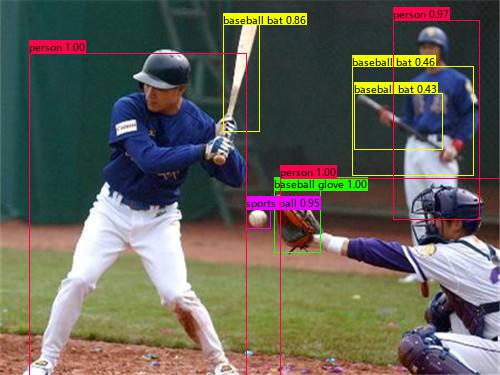 baseball bat 0.86
person 0.97
person 1.00
baseball bat 0.46
baseball bat 0.43
person 1.00
baseball glove 1.00
sports ball 0.95